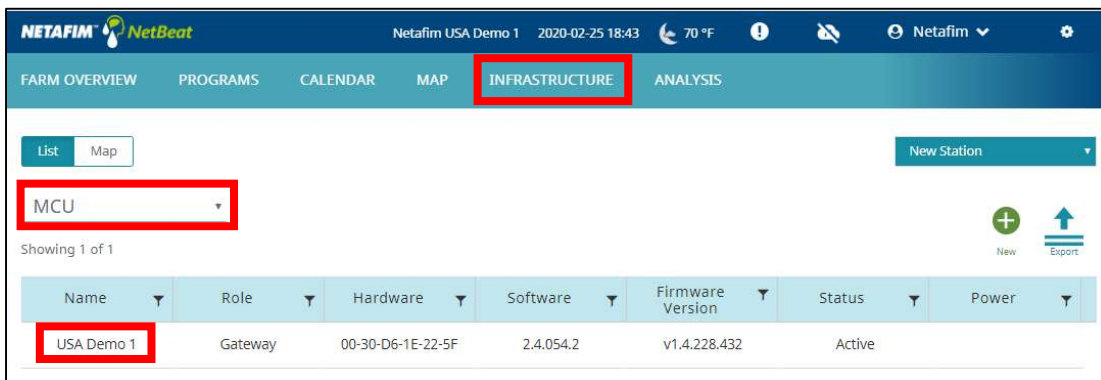 NETAFIM™ NetBeat Netafim USA Demo 1 2020-02-25 18:43 70 °F Netafim
FARM OVERVIEW PROGRAMS CALENDAR MAP INFRASTRUCTURE ANALYSIS
List Map New Station
MCU
New Export
Showing 1 of 1
Name Role Hardware Software Firmware Version Status Power
USA Demo 1 Gateway 00-30-D6-1E-22-5F 2.4.054.2 v1.4.228.432 Active